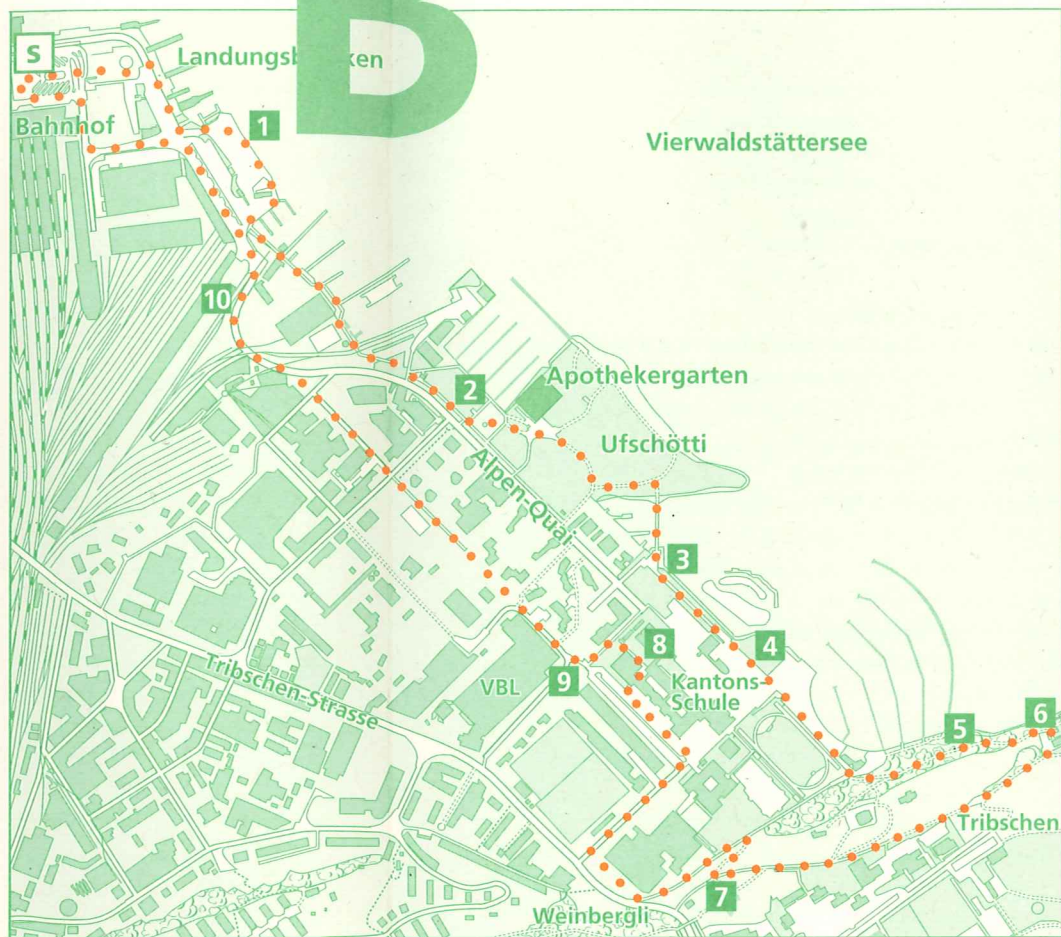 D
S
Landungsb
ken
Bahnhof
1
Vierwaldstättersee
10
2
Apothekergarten
Ufschötti
Alpen-Quai
3
4
8
9
VBL
Kantons-
Schule
Tribschen-Strasse
5
6
Tribschen
7
Weinbergli